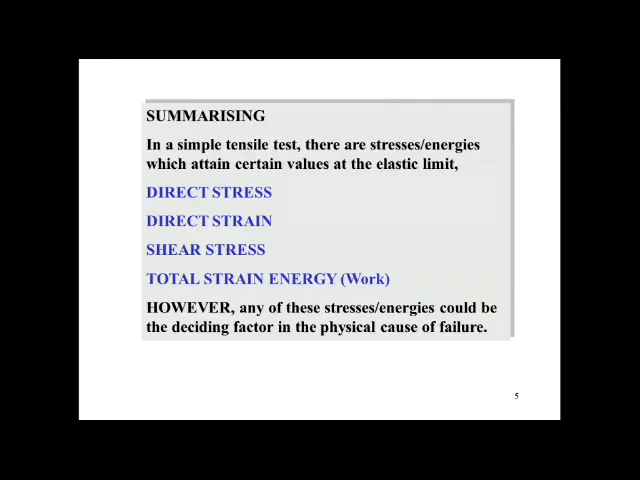 SUMMARISING
In a simple tensile test, there are stresses/energies
which attain certain values at the elastic limit,
DIRECT STRESS
DIRECT STRAIN
SHEAR STRESS
TOTAL STRAIN ENERGY (Work)
HOWEVER, any of these stresses/energies could be
the deciding factor in the physical cause of failure.
5